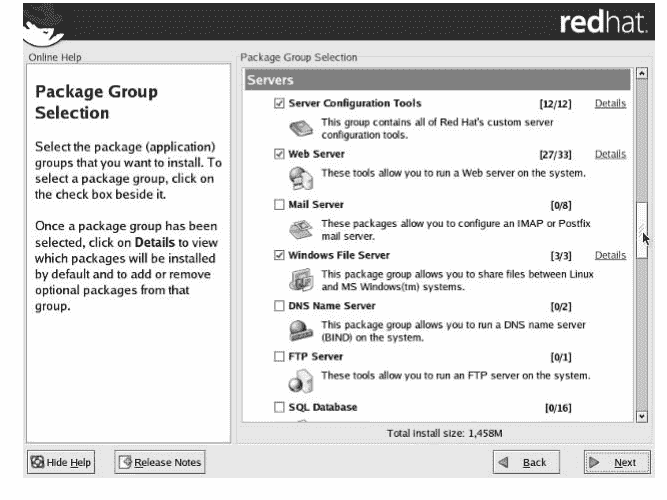 redhat.
Online Help
Package Group
Selection
Select the package (application)
groups that you want to install. To
select a package group, click on
the check box beside it.
Once a package group has been
selected, click on Details to view
which packages will be installed
by default and to add or remove
optional packages from that
group.
Package Group Selection
Servers
Server Configuration Tools [12/12] Details
This group contains all of Red Hat's custom server
configuration tools.
Web Server [27/33] Details
These tools allow you to run a Web server on the system.
Mail Server [0/8]
These packages allow you to configure an IMAP or Postfix
mail server.
Windows File Server [3/3] Details
This package group allows you to share files between Linux
and MS Windows(tm) systems.
DNS Name Server [0/2]
This package group allows you to run a DNS name server
(BIND) on the system.
FTP Server [0/1]
These tools allow you to run an FTP server on the system.
SQL Database [0/16]
Total install size: 1,458M
Hide Help Release Notes Back Next